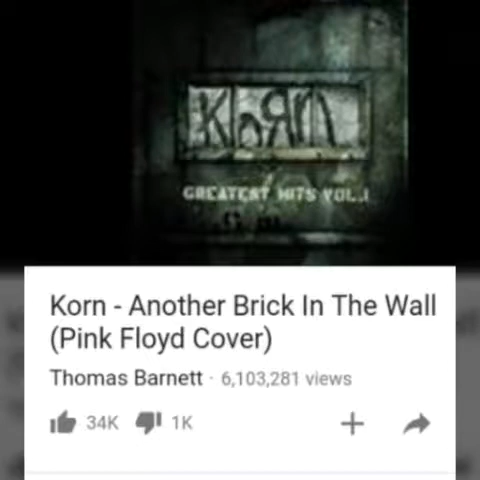 KoЯn
GREATEST HITS VOL.1
Korn - Another Brick In The Wall
(Pink Floyd Cover)
Thomas Barnett · 6,103,281 views
34K 1K